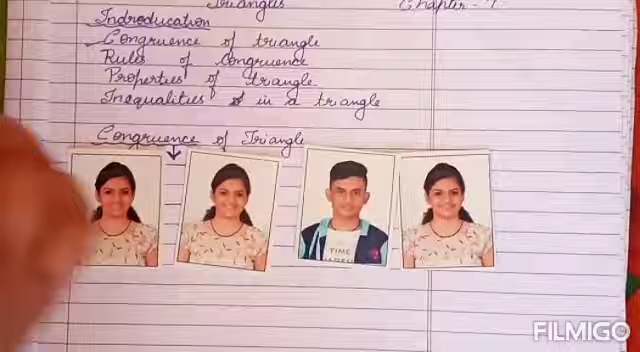 Triangles Chapter - 7
Indroducation
Congruence of triangle
Rules of congruence
Properties of triangle.
Inequalities in a triangle
Congruence of Triangle
TIME
FILMIGO